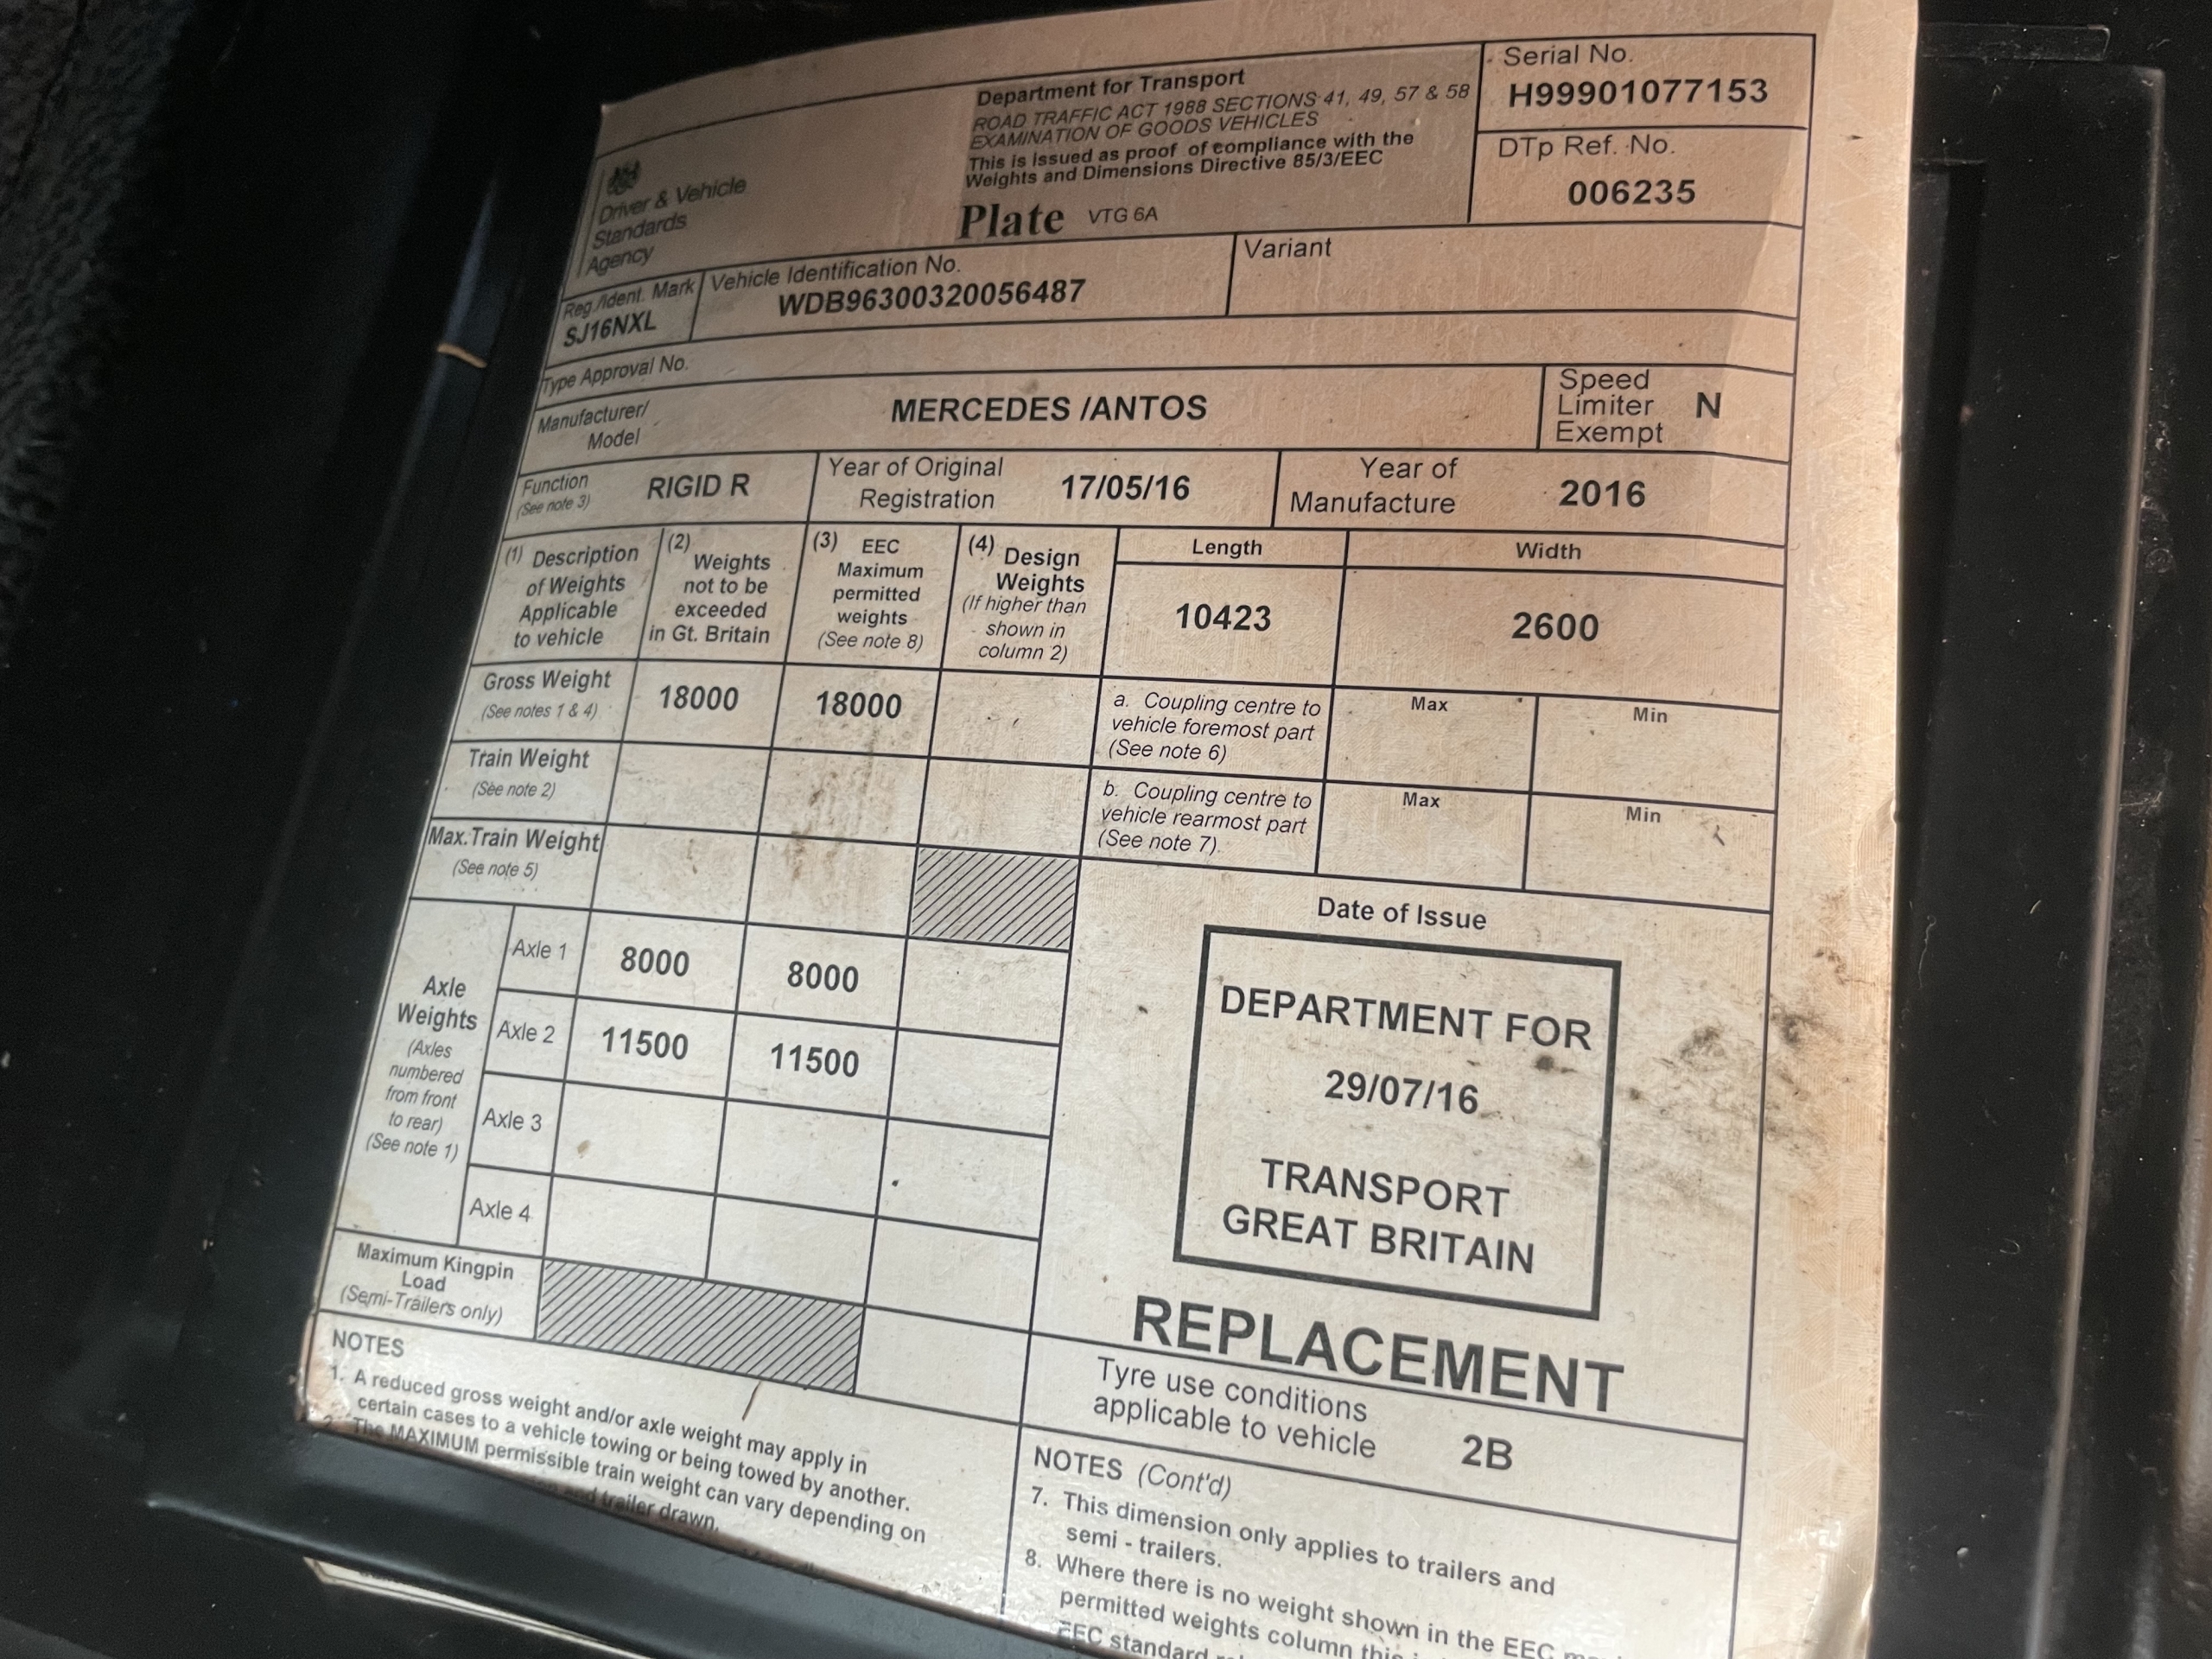 Department for Transport
ROAD TRAFFIC ACT 1988 SECTIONS 41, 49, 57 & 58
EXAMINATION OF GOODS VEHICLES
This is issued as proof of compliance with the
Weights and Dimensions Directive 85/3/EEC
Plate VTG 6A
Serial No.
H99901077153
DTp Ref. No.
006235
Driver & Vehicle
Standards
Agency
Reg./Ident. Mark
SJ16NXL
Vehicle Identification No.
WDB96300320056487
Variant
Type Approval No.
Manufacturer/
Model
MERCEDES /ANTOS
Speed
Limiter
Exempt
N
Function
(See note 3)
RIGID R
Year of Original
Registration
17/05/16
Year of
Manufacture
2016
(1) Description
of Weights
Applicable
to vehicle
(2) Weights
not to be
exceeded
in Gt. Britain
(3) EEC
Maximum
permitted
weights
(See note 8)
(4) Design
Weights
(If higher than
shown in
column 2)
Length
10423
Width
2600
Gross Weight
(See notes 1 & 4)
18000
18000
a. Coupling centre to
vehicle foremost part
(See note 6)
Max
Min
Train Weight
(See note 2)
b. Coupling centre to
vehicle rearmost part
(See note 7)
Max
Min
Max.Train Weight
(See note 5)
Axle
Weights
(Axles
numbered
from front
to rear)
(See note 1)
Axle 1
8000
8000
Axle 2
11500
11500
Axle 3
Axle 4
Maximum Kingpin
Load
(Semi-Trailers only)
Date of Issue
DEPARTMENT FOR
29/07/16
TRANSPORT
GREAT BRITAIN
REPLACEMENT
Tyre use conditions
applicable to vehicle
2B
NOTES
1. A reduced gross weight and/or axle weight may apply in
certain cases to a vehicle towing or being towed by another.
2. The MAXIMUM permissible train weight can vary depending on
and trailer drawn.
NOTES (Cont'd)
7. This dimension only applies to trailers and
semi - trailers.
8. Where there is no weight shown in the EEC
permitted weights column this
EEC standard